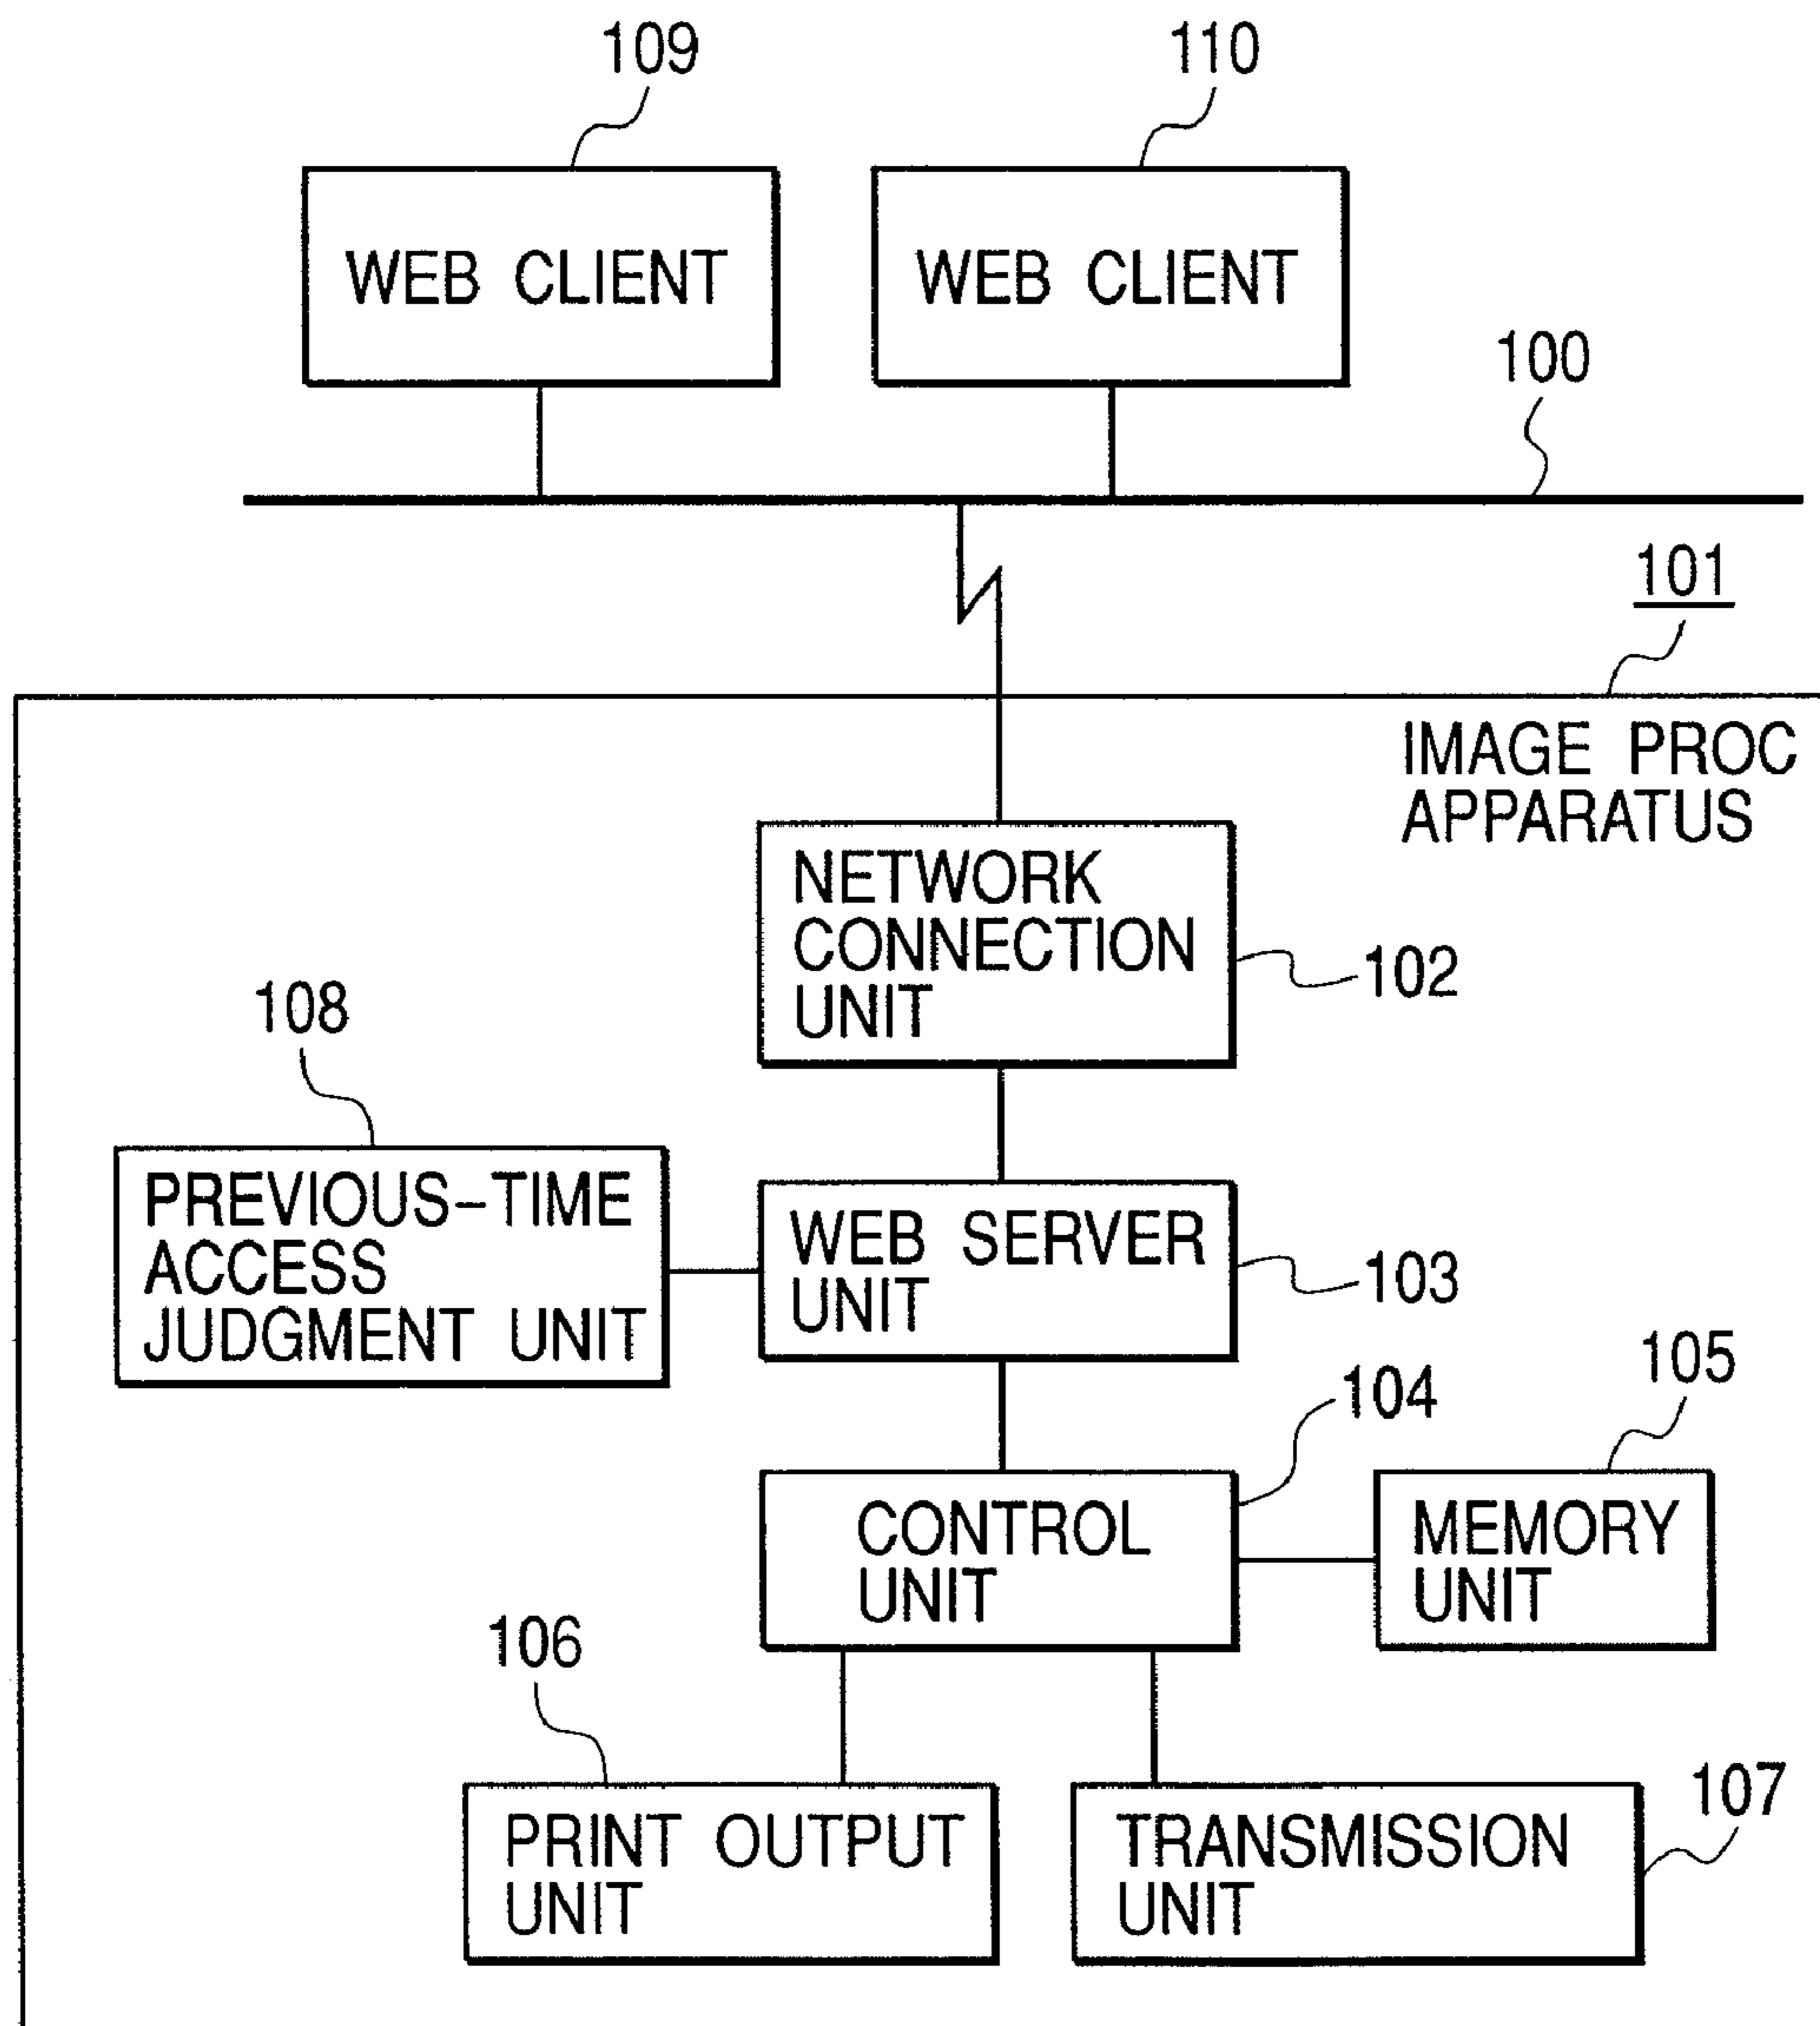 109
110
WEB CLIENT
WEB CLIENT
100
101
IMAGE PROC
APPARATUS
NETWORK
CONNECTION
UNIT
102
108
PREVIOUS-TIME
ACCESS
JUDGMENT UNIT
WEB SERVER
UNIT
103
104
105
CONTROL
UNIT
MEMORY
UNIT
106
PRINT OUTPUT
UNIT
TRANSMISSION
UNIT
107